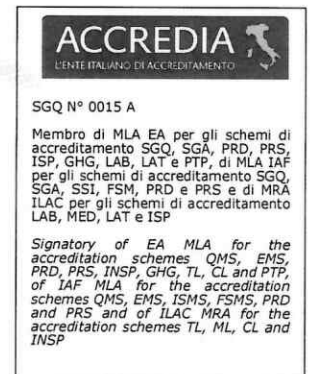 ACCREDIA
L'ENTE ITALIANO DI ACCREDITAMENTO
SGQ N° 0015 A
Membro di MLA EA per gli schemi di
accreditamento SGQ, SGA, PRD, PRS,
ISP, GHG, LAB, LAT e PTP, di MLA IAF
per gli schemi di accreditamento SGQ,
SGA, SSI, FSM, PRD e PRS e di MRA
ILAC per gli schemi di accreditamento
LAB, MED, LAT e ISP
Signatory of EA MLA for the
accreditation schemes QMS, EMS,
PRD, PRS, INSP, GHG, TL, CL and PTP,
of IAF MLA for the accreditation
schemes QMS, EMS, ISMS, FSMS, PRD
and PRS and of ILAC MRA for the
accreditation schemes TL, ML, CL and
INSP